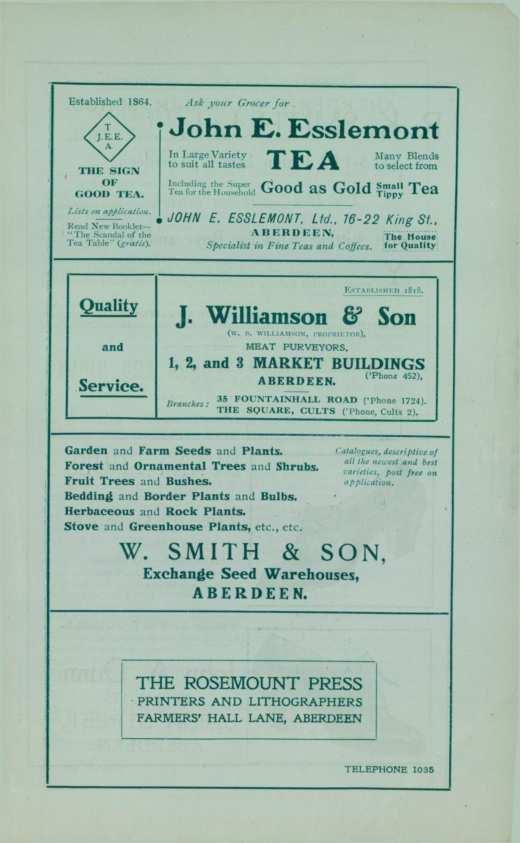 Established 1864.
T
J.E.E.
A
THE SIGN
OF
GOOD TEA.
Lists on application.
Read New Booklet—
"The Scandal of the
Tea Table" (gratis).
Ask your Grocer for
John E. Esslemont
In Large Variety
to suit all tastes
TEA
Many Blends
to select from
Including the Super
Tea for the Household
Good as Gold Small Tippy Tea
JOHN E. ESSLEMONT, Ltd., 16-22 King St.,
ABERDEEN,
Specialist in Fine Teas and Coffees.
The House
for Quality
Quality
and
Service.
ESTABLISHED 1818.
J. Williamson & Son
(W. D. WILLIAMSON, PROPRIETOR),
MEAT PURVEYORS,
1, 2, and 3 MARKET BUILDINGS
ABERDEEN. ('Phone 452),
Branches: 35 FOUNTAINHALL ROAD ('Phone 1724).
THE SQUARE, CULTS ('Phone, Cults 2).
Garden and Farm Seeds and Plants.
Forest and Ornamental Trees and Shrubs.
Fruit Trees and Bushes.
Bedding and Border Plants and Bulbs.
Herbaceous and Rock Plants.
Stove and Greenhouse Plants, etc., etc.
Catalogues, descriptive of
all the newest and best
varieties, post free on
application.
W. SMITH & SON,
Exchange Seed Warehouses,
ABERDEEN.
THE ROSEMOUNT PRESS
PRINTERS AND LITHOGRAPHERS
FARMERS' HALL LANE, ABERDEEN
TELEPHONE 1035